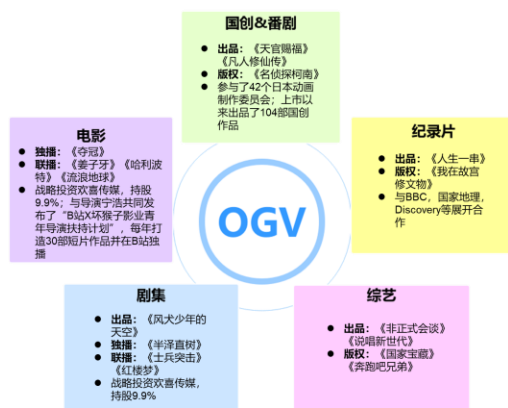 国创&番剧
● 出品：《天官赐福》
《凡人修仙传》
● 版权：《名侦探柯南》
● 参与了42个日本动画
制作委员会；上市以
来出品了104部国创
作品
电影
● 独播：《夺冠》
● 联播：《姜子牙》《哈利波
特》《流浪地球》
● 战略投资欢喜传媒，持股
9.9%；与导演宁浩共同发
布了“B站X坏猴子影业青年
导演扶持计划”，每年打
造30部短片作品并在B站独
播
纪录片
● 出品：《人生一串》
● 版权：《我在故宫
修文物》
● 与BBC，国家地理，
Discovery等展开合
作
OGV
剧集
● 出品：《风犬少年的
天空》
● 独播：《半泽直树》
● 联播：《士兵突击》
《红楼梦》
● 战略投资欢喜传媒，
持股9.9%
综艺
● 出品：《非正式会谈》
《说唱新世代》
● 版权：《国家宝藏》
《奔跑吧兄弟》